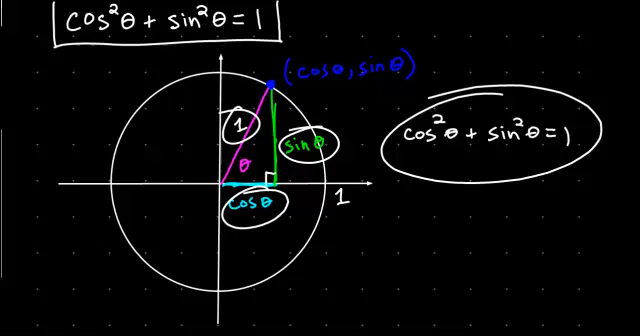 cos²θ + sin²θ = 1
(cosθ, sinθ)
1
cos²θ + sin²θ = 1
sinθ
θ
1
cosθ